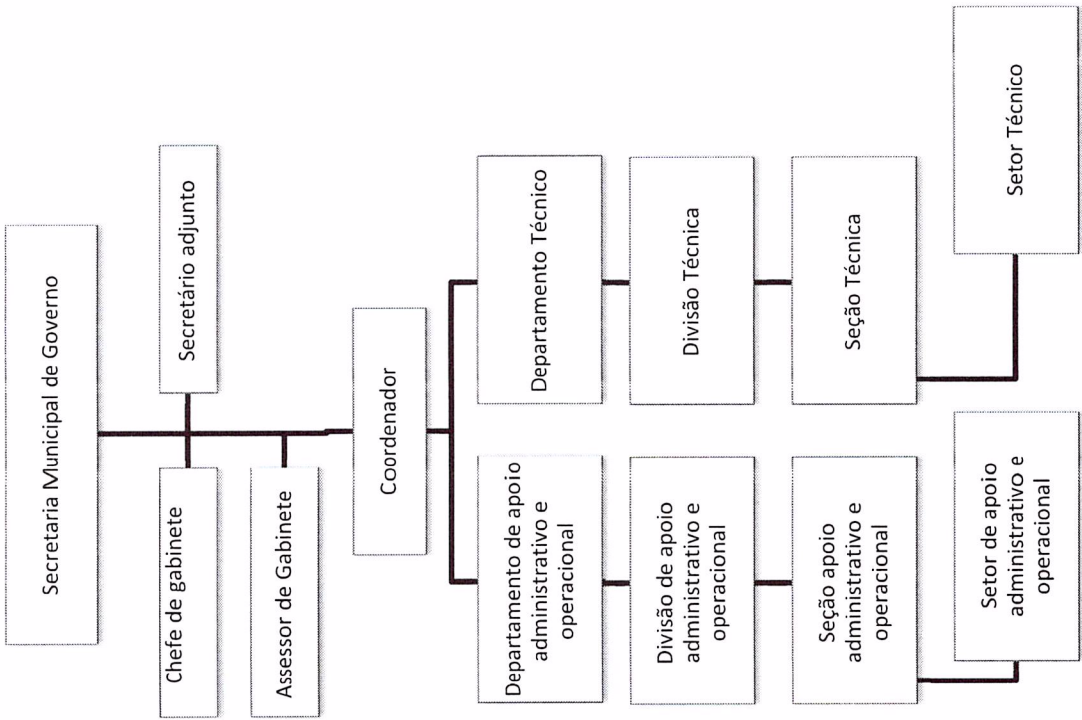 Secretaria Municipal de Governo
Chefe de gabinete
Secretário adjunto
Assessor de Gabinete
Coordenador
Departamento de apoio
administrativo e
operacional
Departamento Técnico
Divisão de apoio
administrativo e
operacional
Divisão Técnica
Seção apoio
administrativo e
operacional
Seção Técnica
Setor de apoio
administrativo e
operacional
Setor Técnico